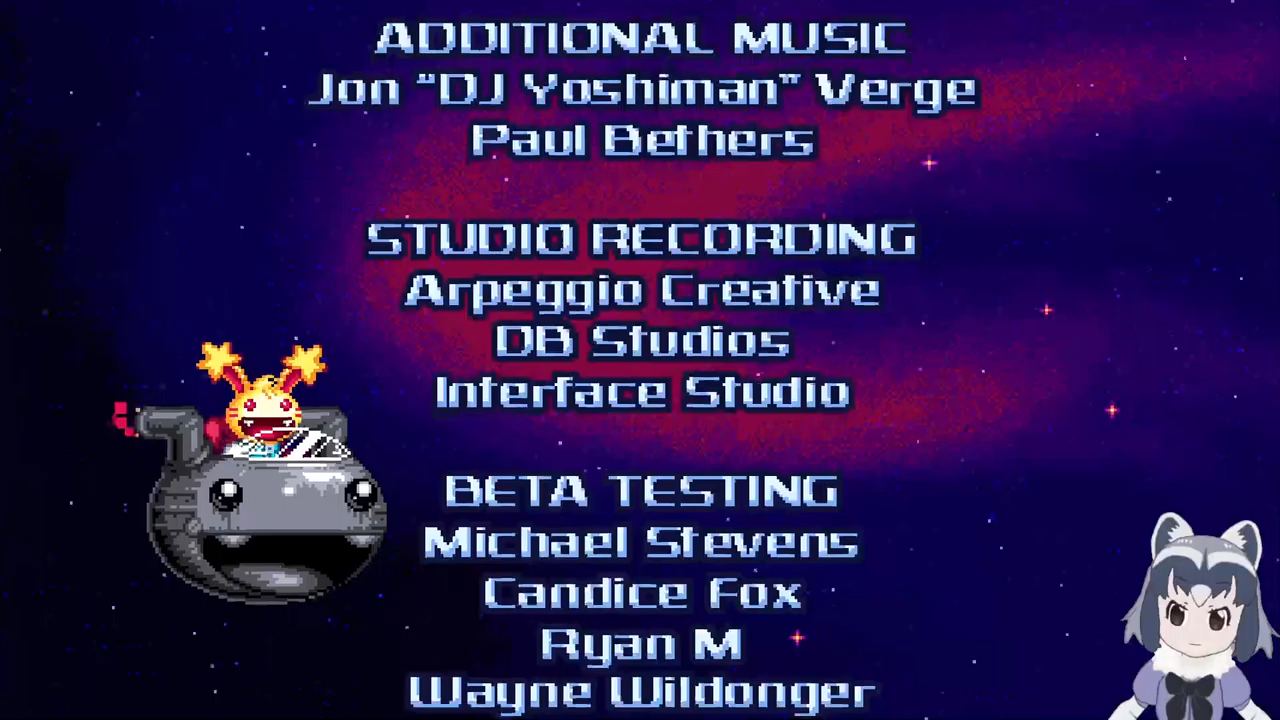 ADDITIONAL MUSIC
Jon "DJ Yoshiman" Verge
Paul Bethers
STUDIO RECORDING
Arpeggio Creative
DB Studios
Interface Studio
BETA TESTING
Michael Stevens
Candice Fox
Ryan M
Wayne Wildonger